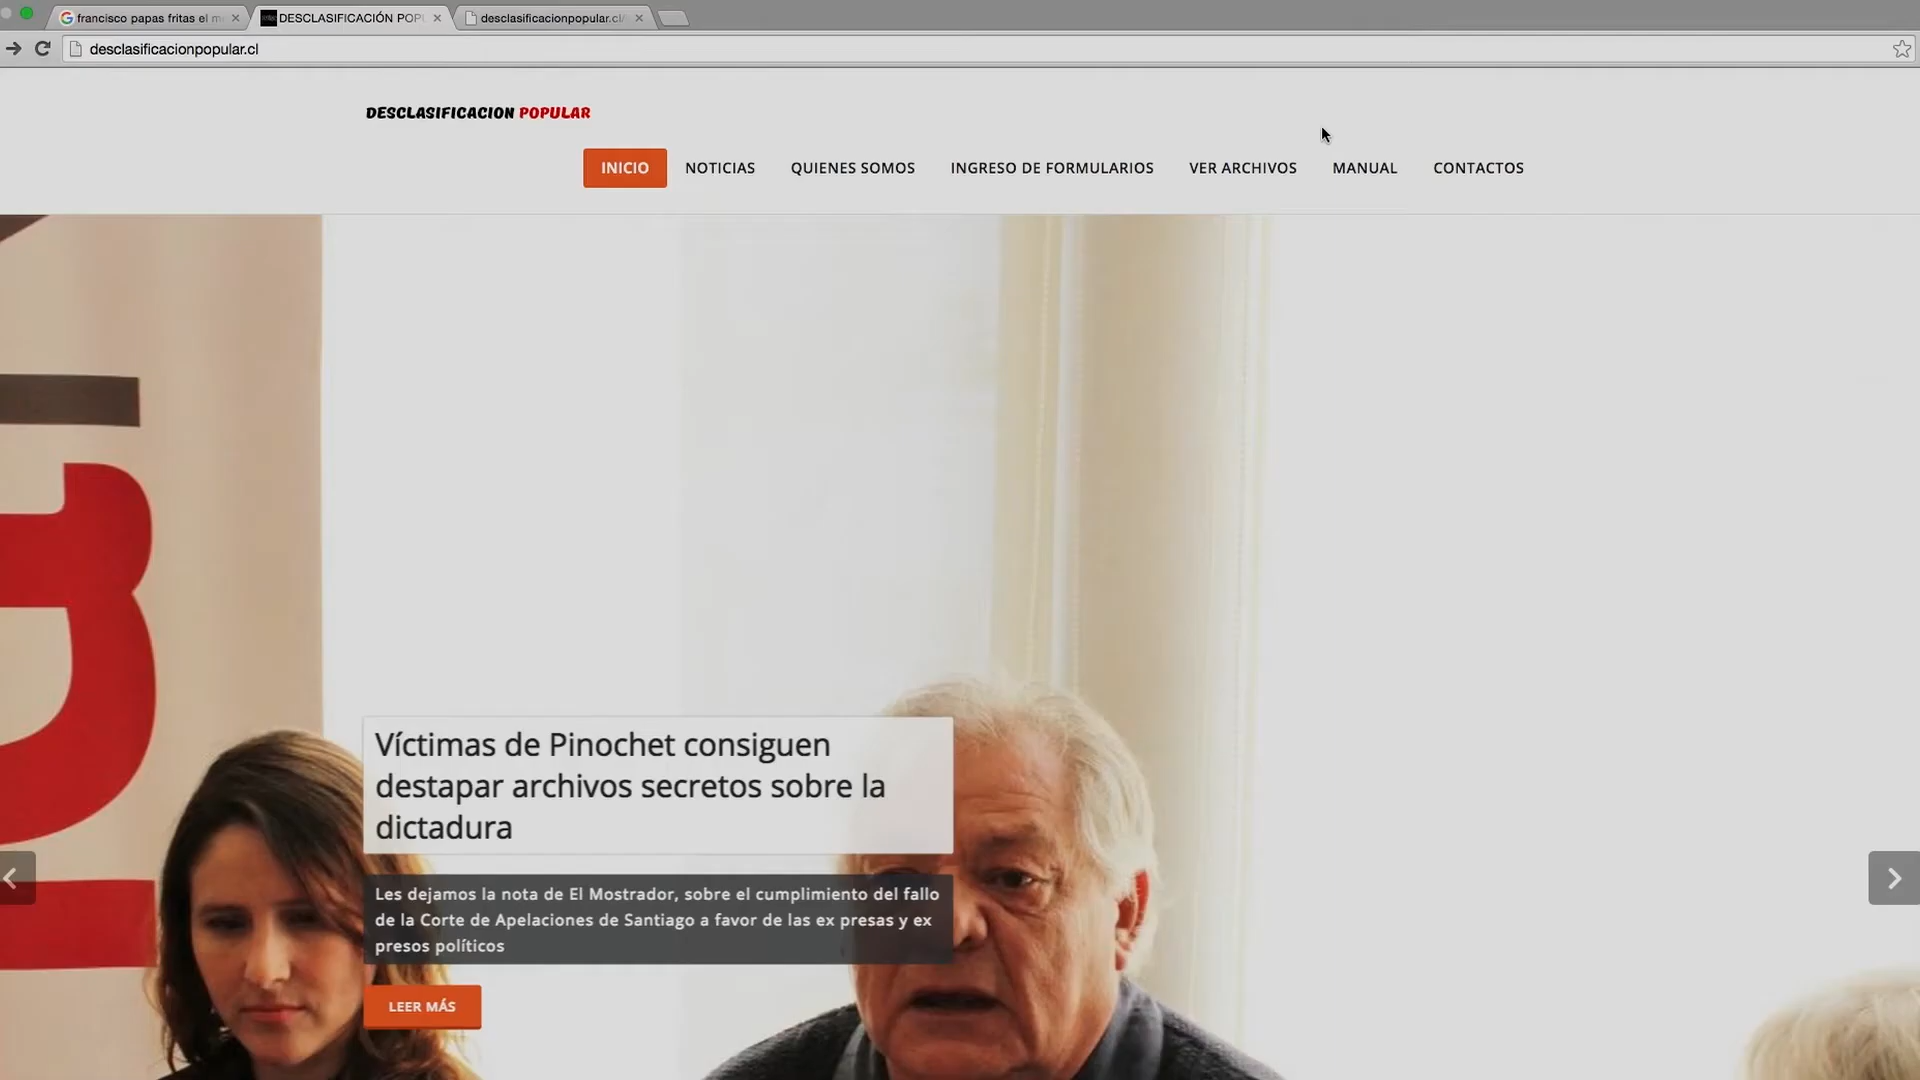 francisco papas fritas el m
DESCLASIFICACIÓN POP
desclasificacionpopular.cl/
desclasificacionpopular.cl
DESCLASIFICACION POPULAR
INICIO
NOTICIAS
QUIENES SOMOS
INGRESO DE FORMULARIOS
VER ARCHIVOS
MANUAL
CONTACTOS
Víctimas de Pinochet consiguen
destapar archivos secretos sobre la
dictadura
Les dejamos la nota de El Mostrador, sobre el cumplimiento del fallo
de la Corte de Apelaciones de Santiago a favor de las ex presas y ex
presos políticos
LEER MÁS